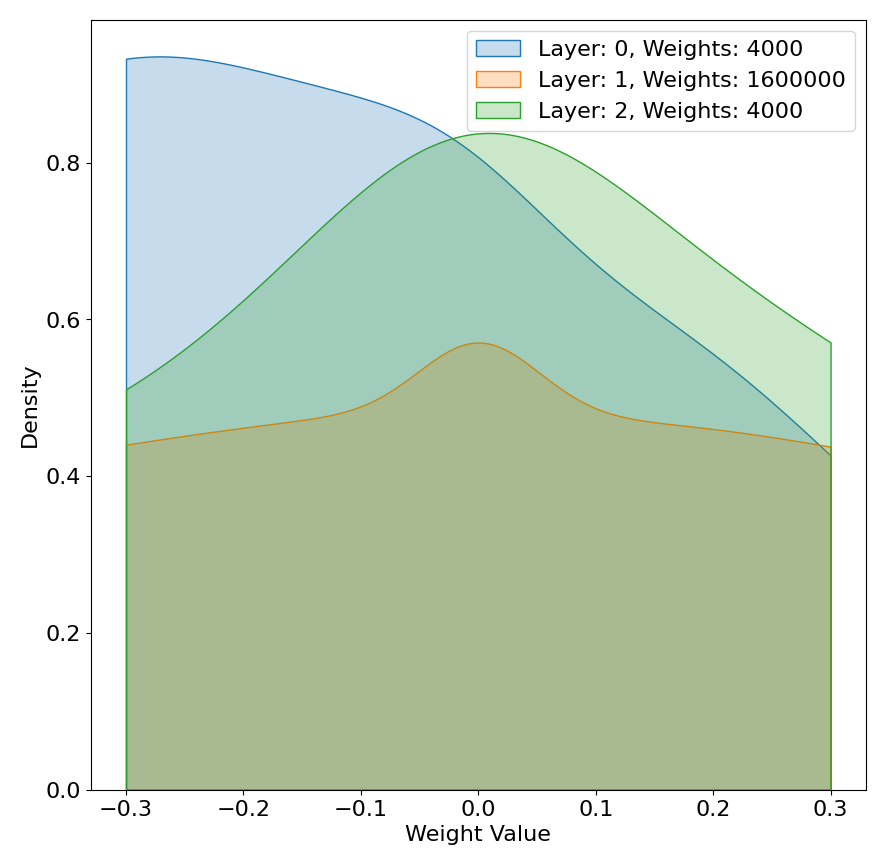 Layer: 0, Weights: 4000
Layer: 1, Weights: 1600000
Layer: 2, Weights: 4000
Density
0.8
0.6
0.4
0.2
0.0
−0.3 −0.2 −0.1 0.0 0.1 0.2 0.3
Weight Value